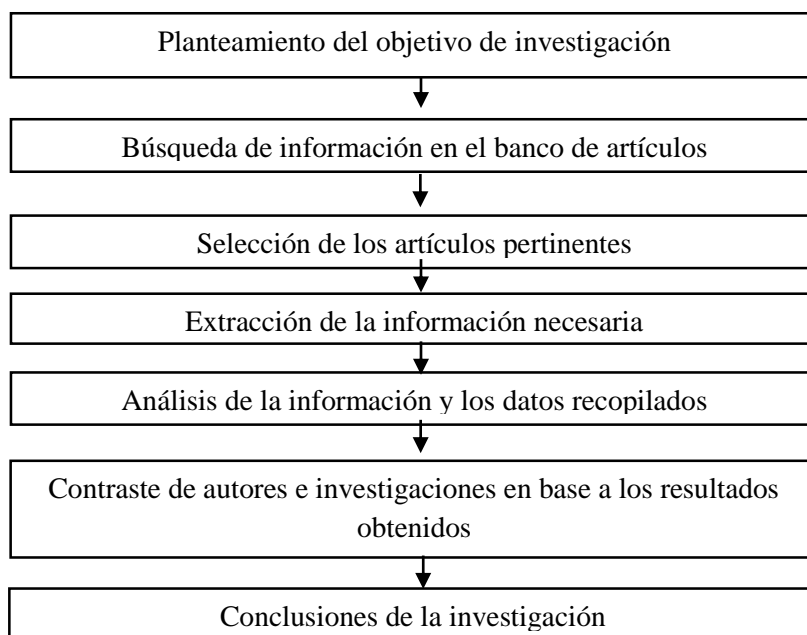 Planteamiento del objetivo de investigación
Búsqueda de información en el banco de artículos
Selección de los artículos pertinentes
Extracción de la información necesaria
Análisis de la información y los datos recopilados
Contraste de autores e investigaciones en base a los resultados
obtenidos
Conclusiones de la investigación